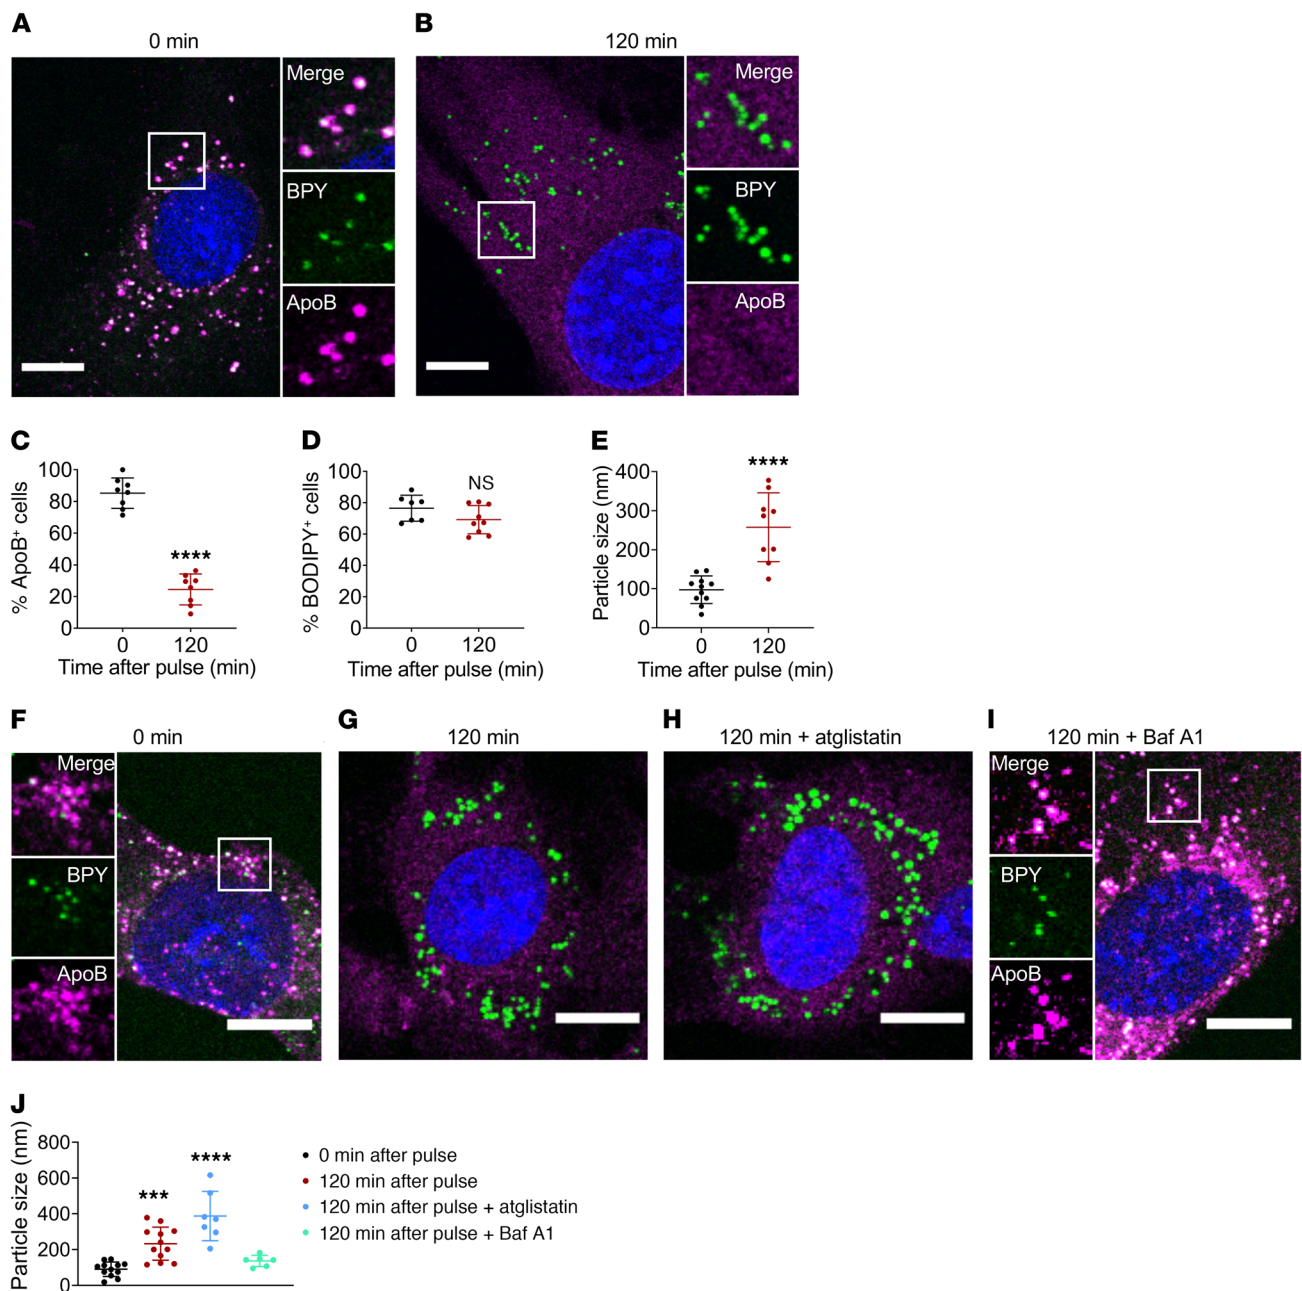 A
B
0 min
120 min
Merge
BPY
ApoB
Merge
BPY
ApoB
C
% ApoB⁺ cells
100
80
60
40
20
0
****
0 120
Time after pulse (min)
D
% BODIPY⁺ cells
100
80
60
40
20
0
NS
0 120
Time after pulse (min)
E
Particle size (nm)
400
300
200
100
0
****
0 120
Time after pulse (min)
F
0 min
Merge
BPY
ApoB
G
120 min
H
120 min + atglistatin
I
120 min + Baf A1
Merge
BPY
ApoB
J
Particle size (nm)
800
600
400
200
0
***
****
0 min after pulse
120 min after pulse
120 min after pulse + atglistatin
120 min after pulse + Baf A1